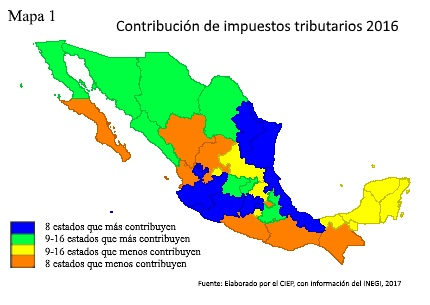 Mapa 1
Contribución de impuestos tributarios 2016
8 estados que más contribuyen
9-16 estados que más contribuyen
9-16 estados que menos contribuyen
8 estados que menos contribuyen
Fuente: Elaborado por el CIEP, con información del INEGI, 2017